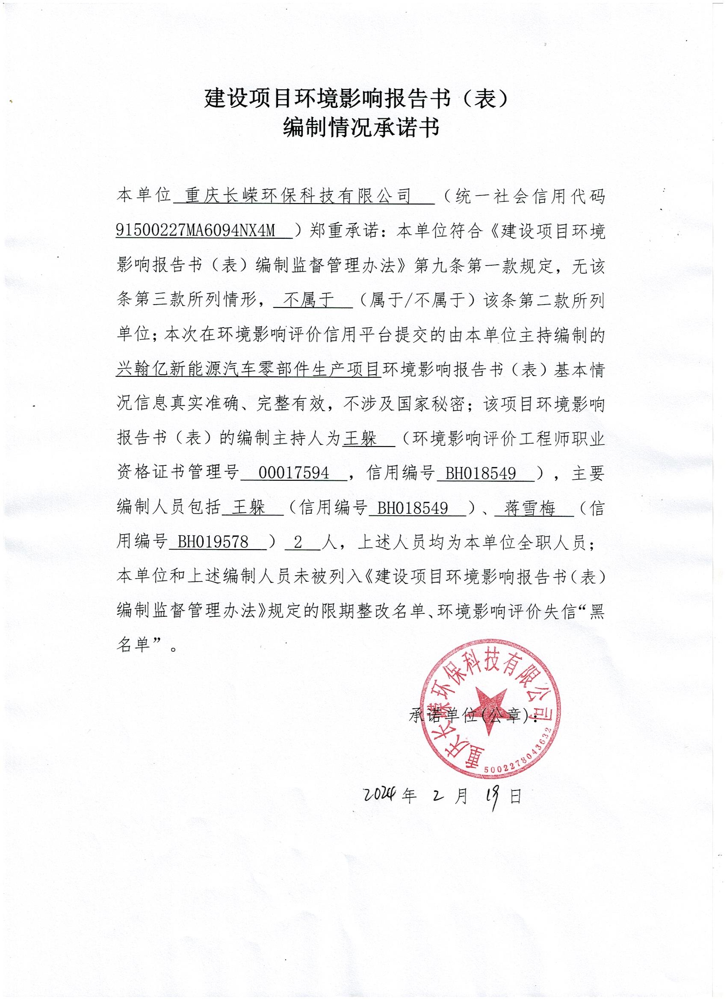 建设项目环境影响报告书（表）
编制情况承诺书
本单位 重庆长嵘环保科技有限公司 （统一社会信用代码
91500227MA6094NX4M ）郑重承诺：本单位符合《建设项目环境
影响报告书（表）编制监督管理办法》第九条第一款规定，无该
条第三款所列情形， 不属于 （属于/不属于）该条第二款所列
单位；本次在环境影响评价信用平台提交的由本单位主持编制的
兴翰亿新能源汽车零部件生产项目环境影响报告书（表）基本情
况信息真实准确、完整有效，不涉及国家秘密；该项目环境影响
报告书（表）的编制主持人为王躲 （环境影响评价工程师职业
资格证书管理号 00017594 ，信用编号 BH018549 ），主要
编制人员包括 王躲 （信用编号 BH018549 ）、 蒋雪梅 （信
用编号 BH019578 ） 2 人，上述人员均为本单位全职人员；
本单位和上述编制人员未被列入《建设项目环境影响报告书（表）
编制监督管理办法》规定的限期整改名单、环境影响评价失信“黑
名单”。
重庆长嵘环保科技有限公司
承诺单位(公章)：
5002278043632
2024年 2 月 19 日